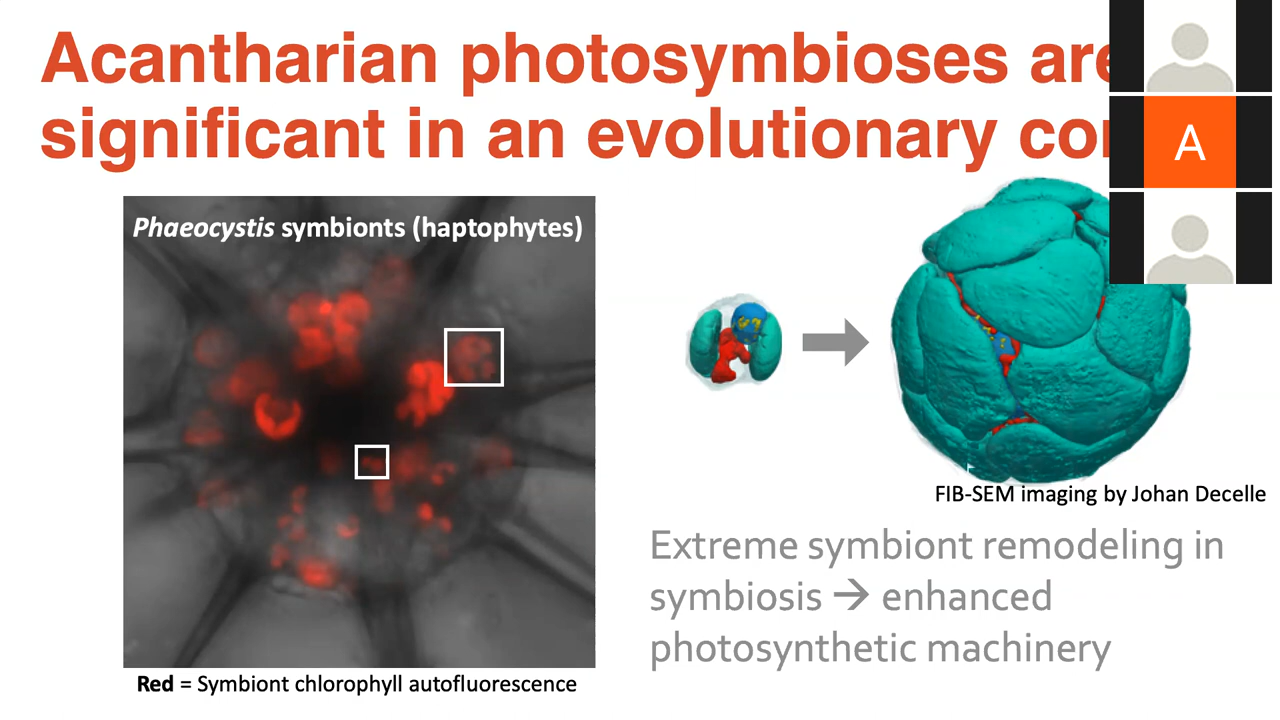 Acantharian photosymbioses are
significant in an evolutionary
A
Phaeocystis symbionts (haptophytes)
FIB-SEM imaging by Johan Decelle
Extreme symbiont remodeling in
symbiosis → enhanced
photosynthetic machinery
Red = Symbiont chlorophyll autofluorescence